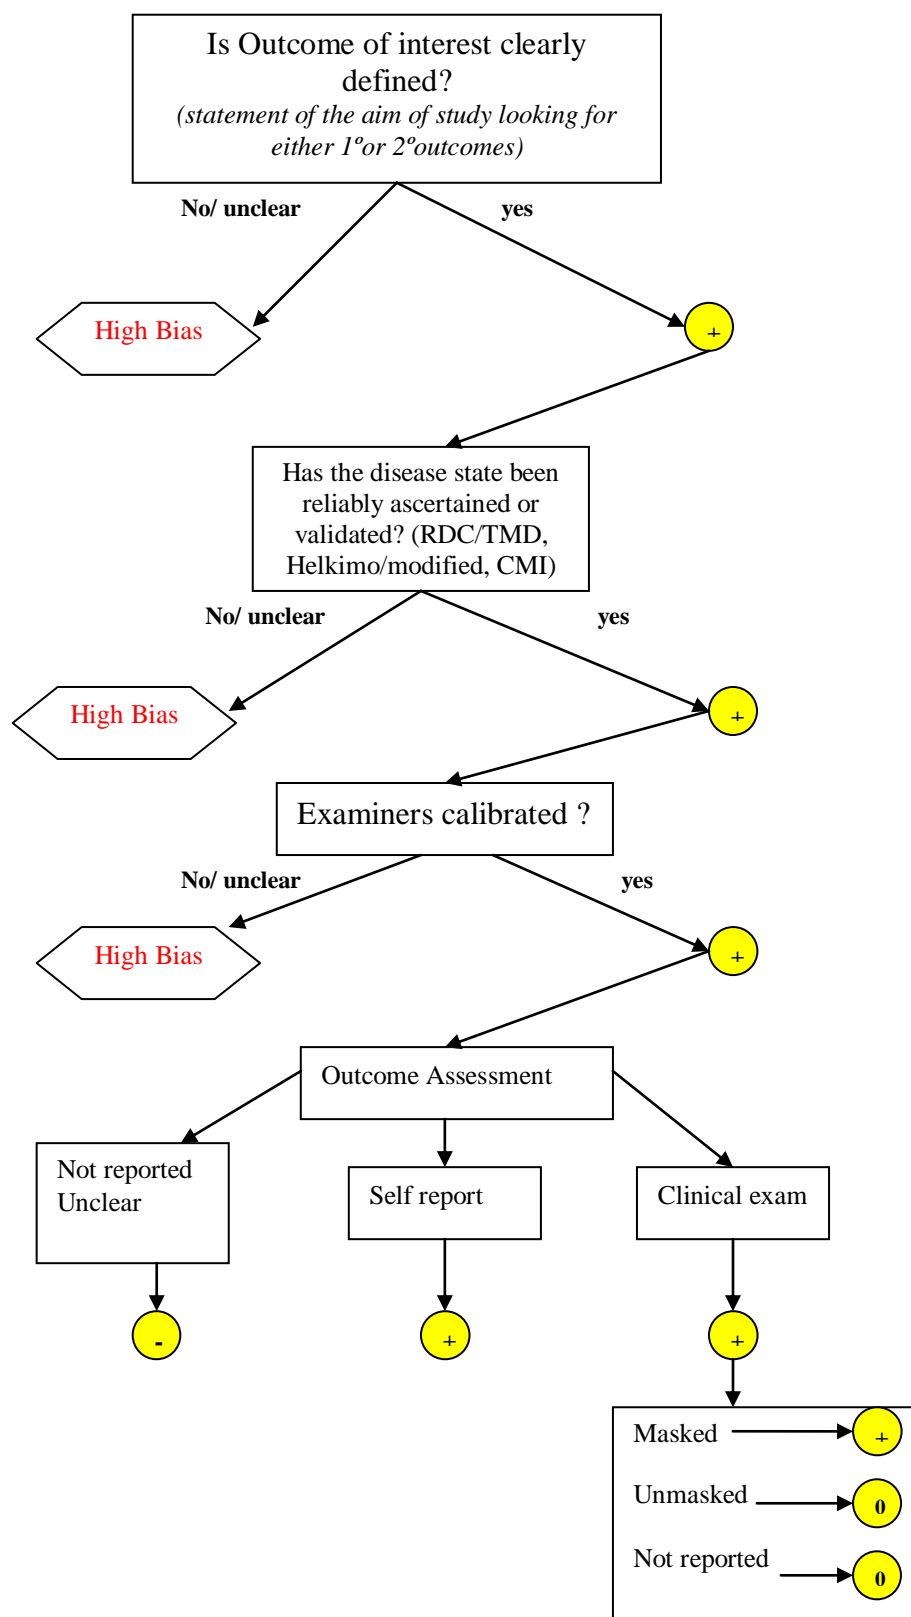 Is Outcome of interest clearly
defined?
(statement of the aim of study looking for
either 1ºor 2ºoutcomes)
No/ unclear
yes
High Bias
+
Has the disease state been
reliably ascertained or
validated? (RDC/TMD,
Helkimo/modified, CMI)
No/ unclear
yes
High Bias
+
Examiners calibrated ?
No/ unclear
yes
High Bias
+
Outcome Assessment
Not reported
Unclear
Self report
Clinical exam
-
+
+
Masked
+
Unmasked
0
Not reported
0